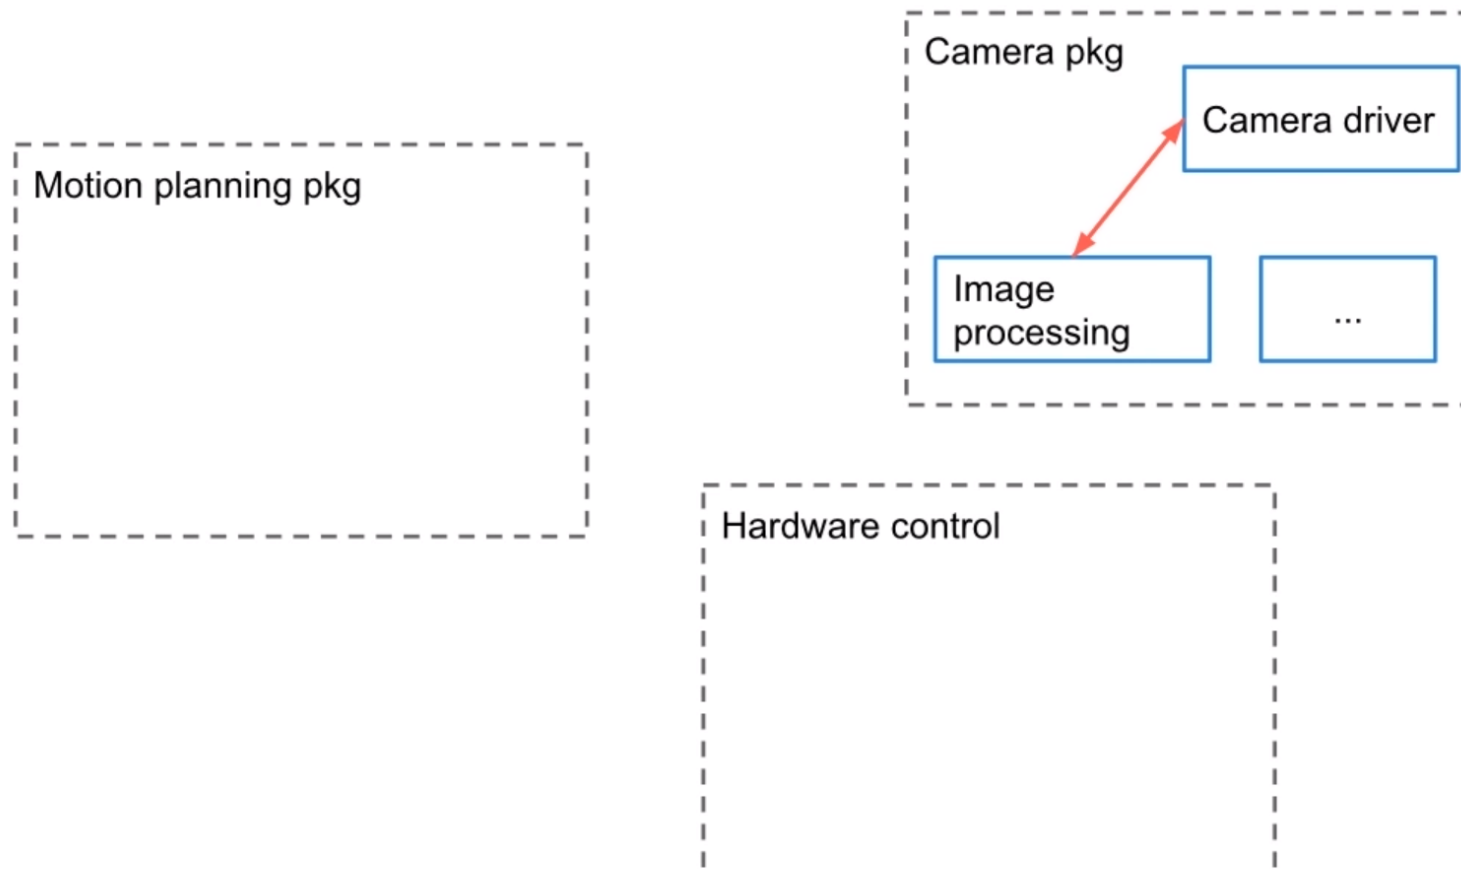 Camera pkg
Camera driver
Motion planning pkg
Image
processing
...
Hardware control